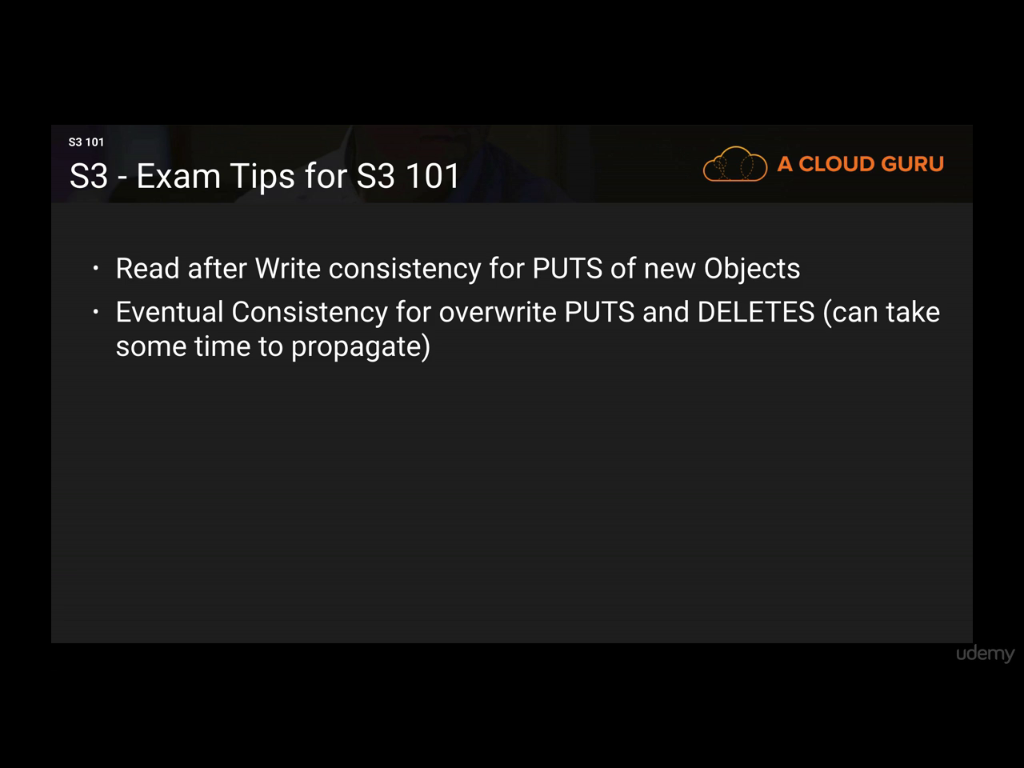 S3 101
S3 - Exam Tips for S3 101
A CLOUD GURU
• Read after Write consistency for PUTS of new Objects
• Eventual Consistency for overwrite PUTS and DELETES (can take
some time to propagate)
udemy